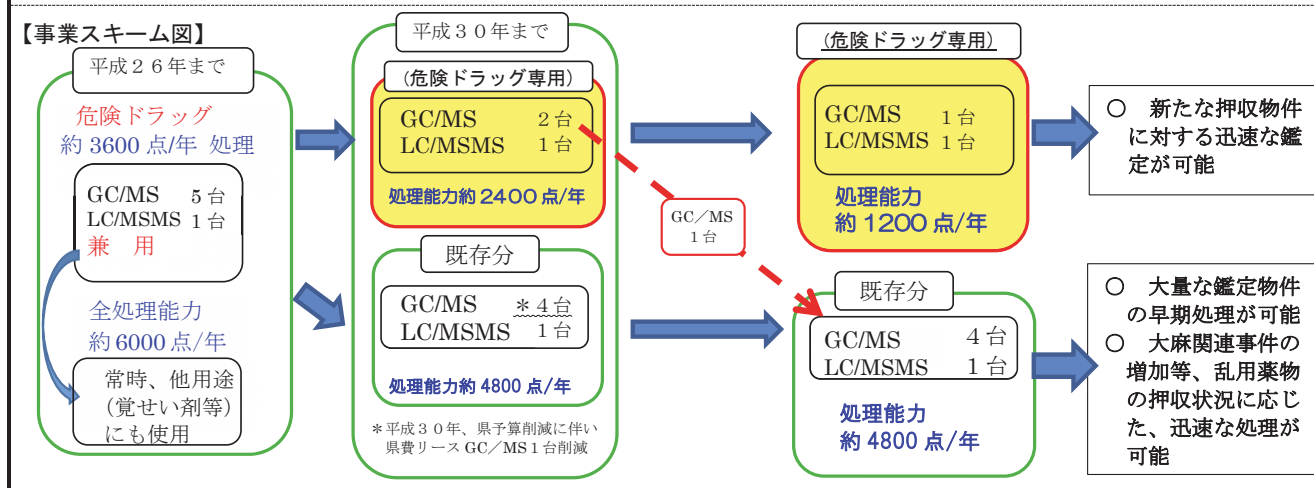 【事業スキーム図】
平成２６年まで
危険ドラッグ
約 3600 点/年 処理
GC/MS 5 台
LC/MSMS 1 台
兼 用
全処理能力
約 6000 点/年
常時、他用途
（覚せい剤等）
にも使用
平成３０年まで
(危険ドラッグ専用)
GC/MS 2 台
LC/MSMS 1 台
処理能力約 2400 点/年
既存分
GC/MS ＊４台
LC/MSMS 1 台
処理能力約 4800 点/年
＊平成３０年、県予算削減に伴い
県費リース GC／MS１台削減
GC／MS
1 台
(危険ドラッグ専用)
GC/MS 1 台
LC/MSMS 1 台
処理能力
約 1200 点/年
既存分
GC/MS 4 台
LC/MSMS 1 台
処理能力
約 4800 点/年
○ 新たな押収物件
に対する迅速な鑑
定が可能
○ 大量な鑑定物件
の早期処理が可能
○ 大麻関連事件の
増加等、乱用薬物
の押収状況に応じ
た、迅速な処理が
可能